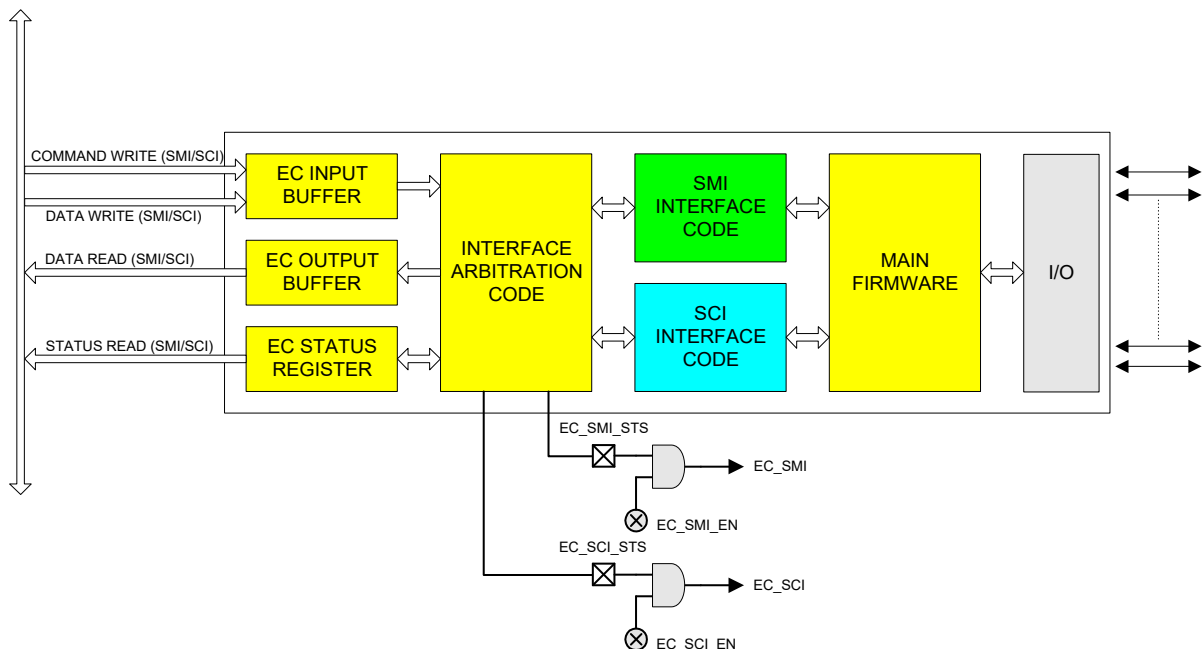 COMMAND WRITE (SMI/SCI)
DATA WRITE (SMI/SCI)
DATA READ (SMI/SCI)
STATUS READ (SMI/SCI)
EC INPUT
BUFFER
EC OUTPUT
BUFFER
EC STATUS
REGISTER
INTERFACE
ARBITRATION
CODE
SMI
INTERFACE
CODE
SCI
INTERFACE
CODE
MAIN
FIRMWARE
I/O
EC_SMI_STS
EC_SMI
EC_SMI_EN
EC_SCI_STS
EC_SCI
EC_SCI_EN